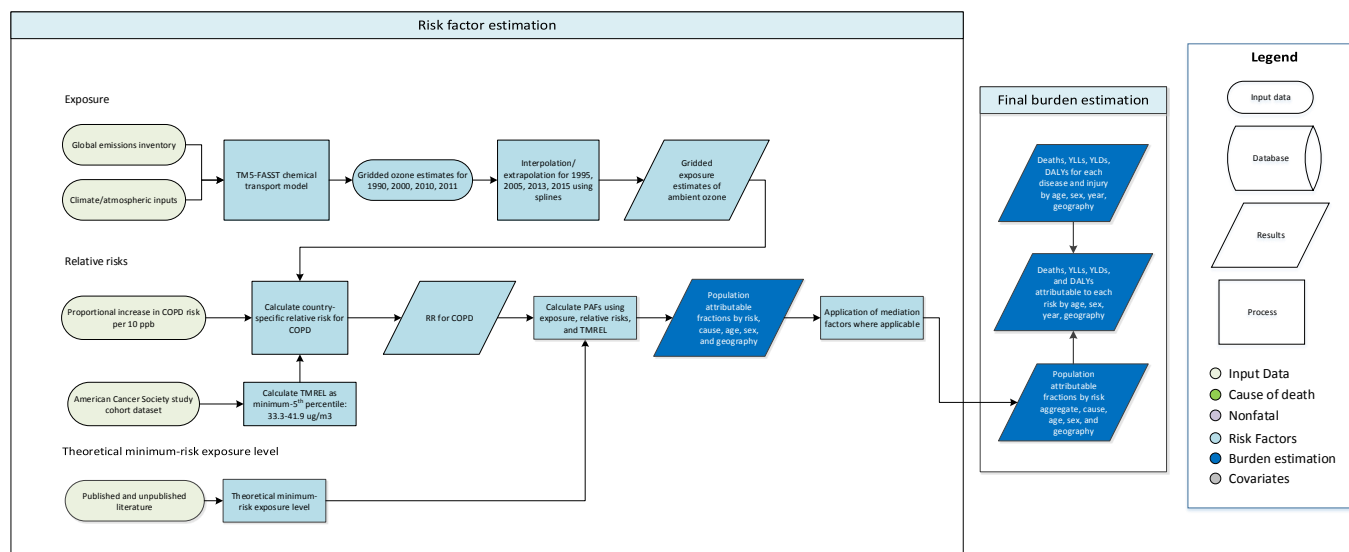 Risk factor estimation
Exposure
Global emissions inventory
Climate/atmospheric inputs
TM5-FASST chemical
transport model
Gridded ozone estimates for
1990, 2000, 2010, 2011
Interpolation/
extrapolation for 1995,
2005, 2013, 2015 using
splines
Gridded
exposure
estimates of
ambient ozone
Relative risks
Proportional increase in COPD risk
per 10 ppb
Calculate country-
specific relative risk for
COPD
RR for COPD
Calculate PAFs using
exposure, relative risks,
and TMREL
Population
attributable
fractions by risk,
cause, age, sex,
and geography
Application of mediation
factors where applicable
American Cancer Society study
cohort dataset
Calculate TMREL as
minimum-5th percentile:
33.3-41.9 ug/m3
Theoretical minimum-risk exposure level
Published and unpublished
literature
Theoretical minimum-
risk exposure level
Final burden estimation
Deaths, YLLs, YLDs,
DALYs for each
disease and injury
by age, sex, year,
geography
Deaths, YLLs, YLDs,
and DALYs
attributable to each
risk by age, sex,
year, geography
Population
attributable
fractions by risk
aggregate, cause,
age, sex, and
geography
Legend
Input data
Database
Results
Process
Input Data
Cause of death
Nonfatal
Risk Factors
Burden estimation
Covariates